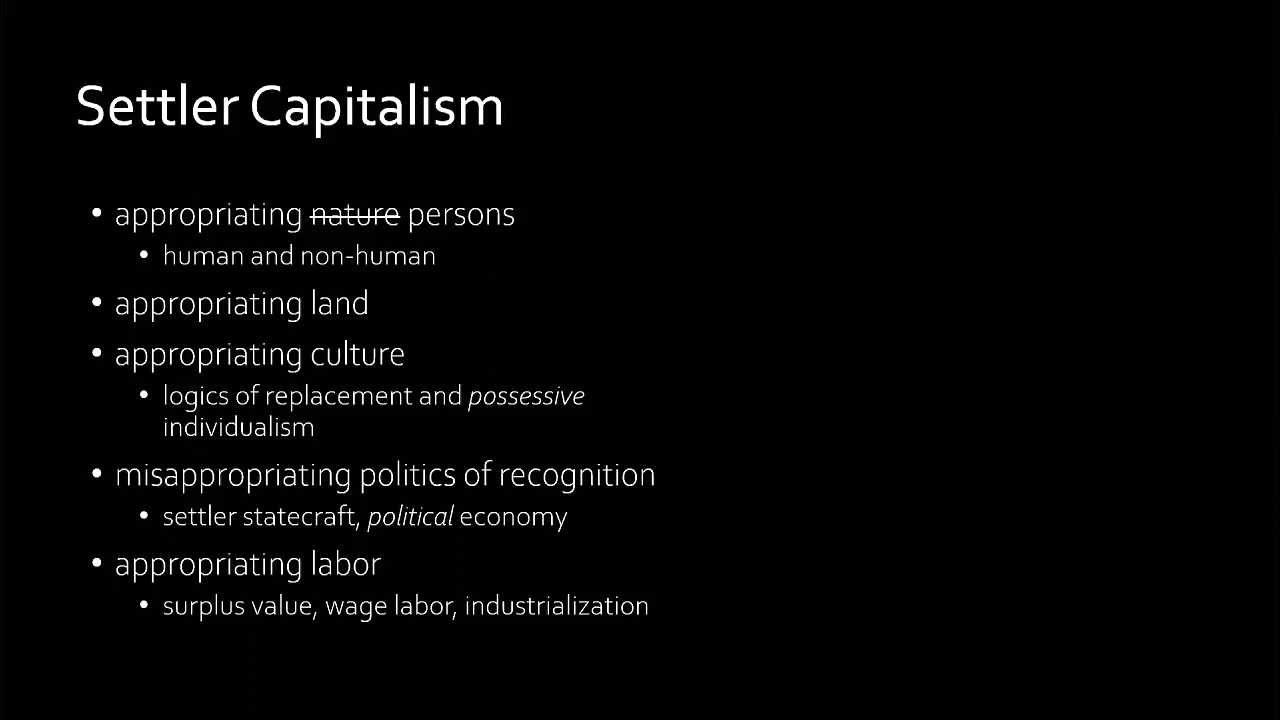 Settler Capitalism
• appropriating nature persons
• human and non-human
• appropriating land
• appropriating culture
• logics of replacement and possessive
individualism
• misappropriating politics of recognition
• settler statecraft, political economy
• appropriating labor
• surplus value, wage labor, industrialization